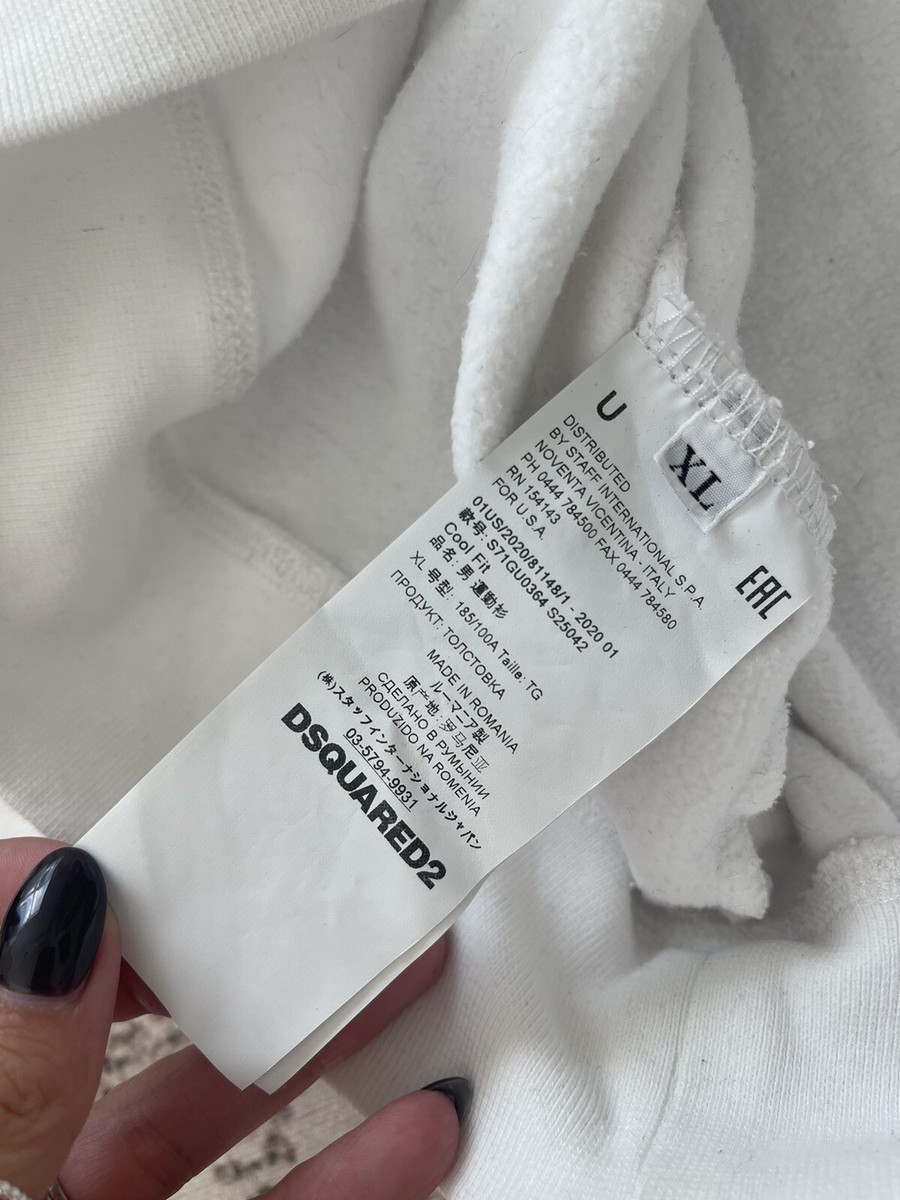 U
XL
DISTRIBUTED
BY STAFF INTERNATIONAL S.P.A.
NOVENTA VICENTINA - ITALY
PH 0444 784500 FAX 0444 784580
RN 154143
FOR U.S.A.
EAC
01US/2020/81148/1 - 2020 01
款号: S71GU0364 S25042
Cool Fit
品名: 男 運動衫
XL 号型: 185/100A Taille: TG
ПРОДУКТ: ТОЛСТОВКА
MADE IN ROMANIA
ルーマニア製
原产地: 罗马尼亚
СДЕЛАНО В РУМЫНИИ
PRODUZIDO NA ROMENIA
(株)スタッフインターナショナルジャパン
03-5794-9931
DSQUARED2